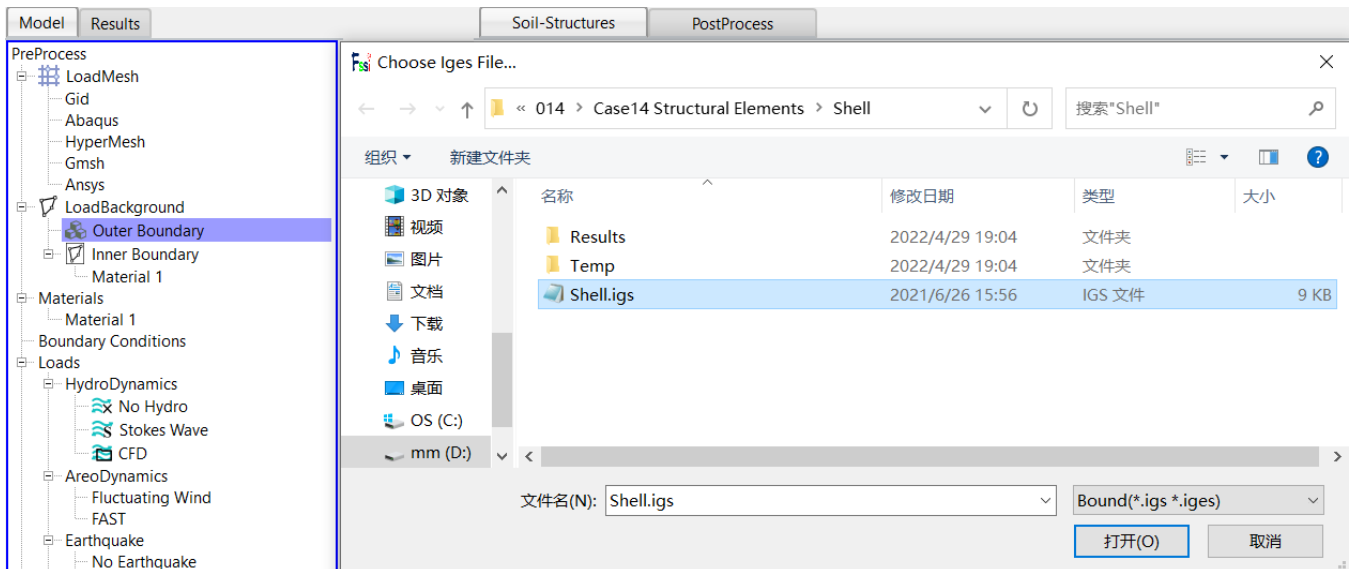 Model Results
Soil-Structures PostProcess
PreProcess
LoadMesh
Gid
Abaqus
HyperMesh
Gmsh
Ansys
LoadBackground
Outer Boundary
Inner Boundary
Material 1
Materials
Material 1
Boundary Conditions
Loads
HydroDynamics
No Hydro
Stokes Wave
CFD
AreoDynamics
Fluctuating Wind
FAST
Earthquake
No Earthquake
Fssi Choose Iges File...
« 014 > Case14 Structural Elements > Shell 搜索"Shell"
组织 新建文件夹 ?
3D 对象
视频
图片
文档
下载
音乐
桌面
OS (C:)
mm (D:)
名称 修改日期 类型 大小
Results 2022/4/29 19:04 文件夹
Temp 2022/4/29 19:04 文件夹
Shell.igs 2021/6/26 15:56 IGS 文件 9 KB
文件名(N): Shell.igs Bound(*.igs *.iges)
打开(O) 取消